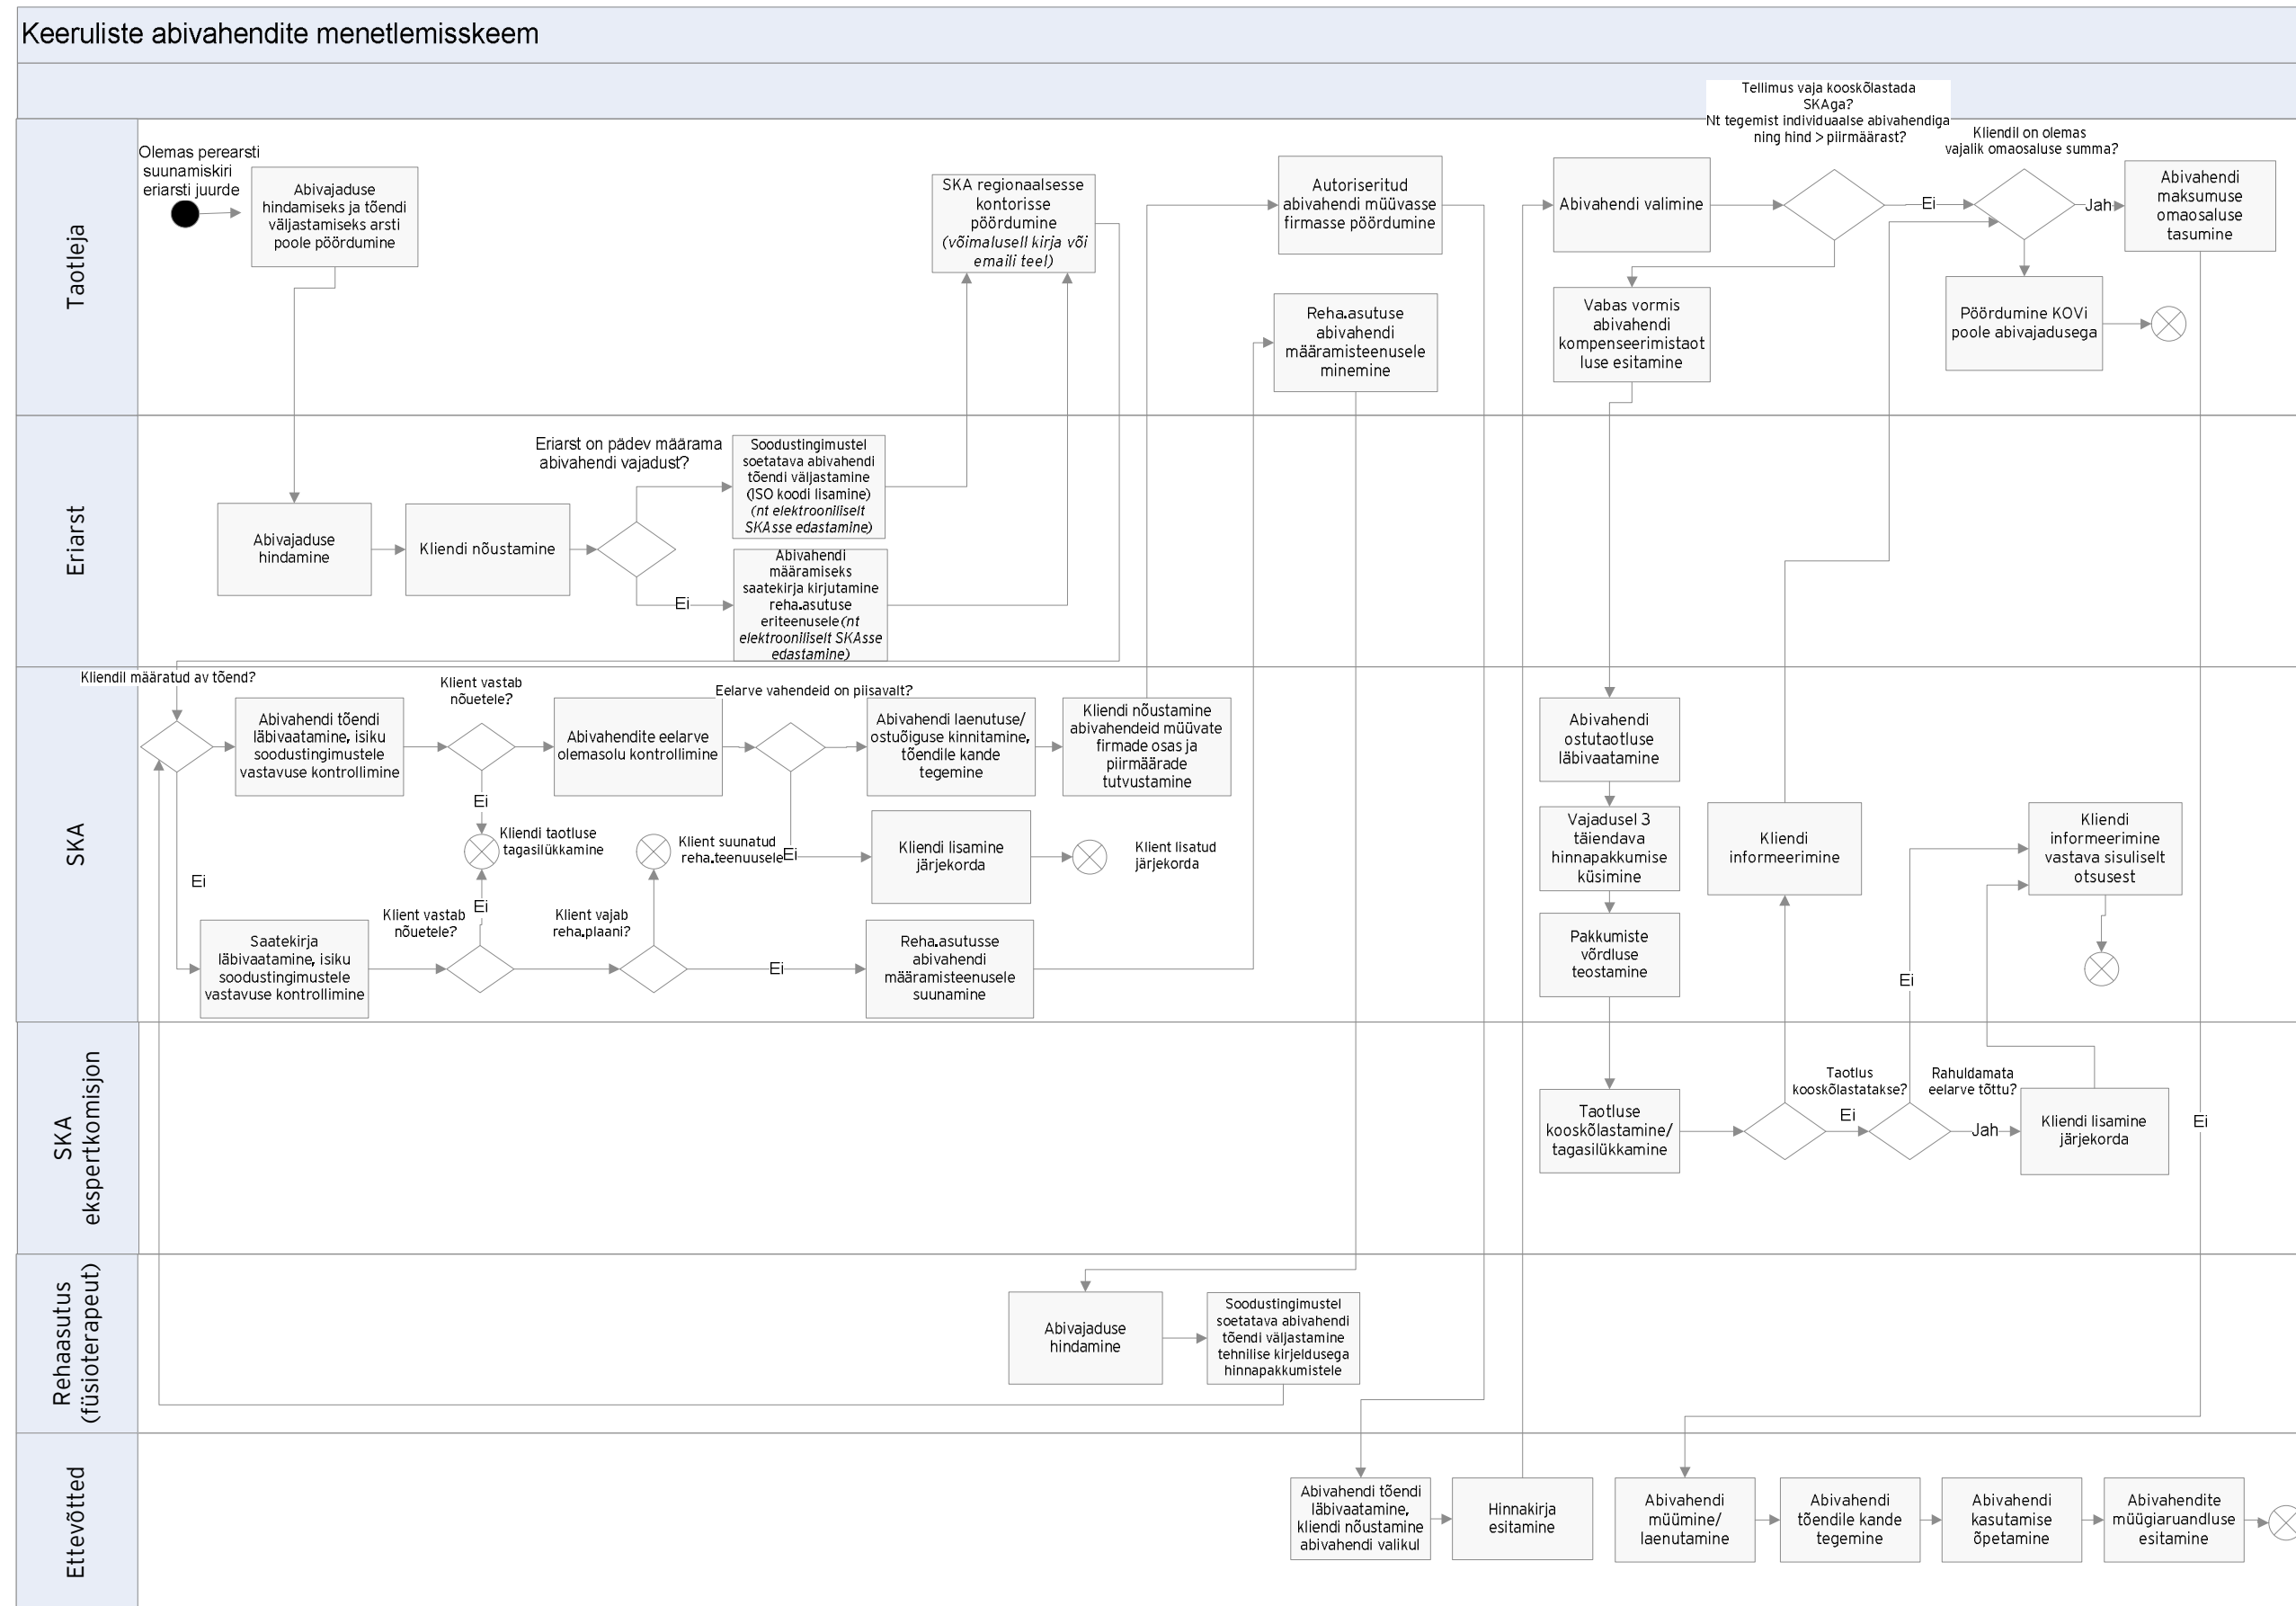 Keeruliste abivahendite menetlemisskeem
Tellimus vaja kooskõlastada
SKAga?
Nt tegemist individuaalse abivahendiga
ning hind > piirmäärast?
Taotleja
Olemas perearsti
suunamiskiri
eriarsti juurde
Abivajaduse
hindamiseks ja tõendi
väljastamiseks arsti
poole pöördumine
SKA regionaalsesse
kontorisse
pöördumine
(võimalusell kirja või
emaili teel)
Autoriseritud
abivahendi müüvasse
firmasse pöördumine
Reha.asutuse
abivahendi
määramisteenusele
minemine
Abivahendi valimine
Ei
Kliendil on olemas
vajalik omaosaluse summa?
Jah
Abivahendi
maksumuse
omaosaluse
tasumine
Vabas vormis
abivahendi
kompenseerimistaot
luse esitamine
Pöördumine KOVi
poole abivajadusega
Eriarst
Abivajaduse
hindamine
Kliendi nõustamine
Eriarst on pädev määrama
abivahendi vajadust?
Soodustingimustel
soetatava abivahendi
tõendi väljastamine
(ISO koodi lisamine)
(nt elektrooniliselt
SKAsse edastamine)
Ei
Abivahendi
määramiseks
saatekirja kirjutamine
reha.asutuse
eriteenusele(nt
elektrooniliselt SKAsse
edastamine)
SKA
Kliendil määratud av tõend?
Abivahendi tõendi
läbivaatamine, isiku
soodustingimustele
vastavuse kontrollimine
Klient vastab
nõuetele?
Abivahendite eelarve
olemasolu kontrollimine
Eelarve vahendeid on piisavalt?
Abivahendi laenutuse/
ostuõiguse kinnitamine,
tõendile kande
tegemine
Kliendi nõustamine
abivahendeid müüvate
firmade osas ja
piirmäärade
tutvustamine
Ei
Kliendi taotluse
tagasilükkamine
Klient suunatud
reha.teenuusele
Ei
Kliendi lisamine
järjekorda
Klient lisatud
järjekorda
Ei
Saatekirja
läbivaatamine, isiku
soodustingimustele
vastavuse kontrollimine
Klient vastab
nõuetele?
Ei
Klient vajab
reha.plaani?
Ei
Reha.asutusse
abivahendi
määramisteenusele
suunamine
Abivahendi
ostutaotluse
läbivaatamine
Vajadusel 3
täiendava
hinnapakkumise
küsimine
Pakkumiste
võrdluse
teostamine
Kliendi
informeerimine
Kliendi
informeerimine
vastava sisuliselt
otsusest
Ei
SKA
ekspertkomisjon
Taotluse
kooskõlastamine/
tagasilükkamine
Taotlus
kooskõlastatakse?
Ei
Rahuldamata
eelarve tõttu?
Jah
Kliendi lisamine
järjekorda
Ei
Rehaasutus
(füsioterapeut)
Abivajaduse
hindamine
Soodustingimustel
soetatava abivahendi
tõendi väljastamine
tehnilise kirjeldusega
hinnapakkumistele
Ettevõtted
Abivahendi tõendi
läbivaatamine,
kliendi nõustamine
abivahendi valikul
Hinnakirja
esitamine
Abivahendi
müümine/
laenutamine
Abivahendi
tõendile kande
tegemine
Abivahendi
kasutamise
õpetamine
Abivahendite
müügiaruandluse
esitamine